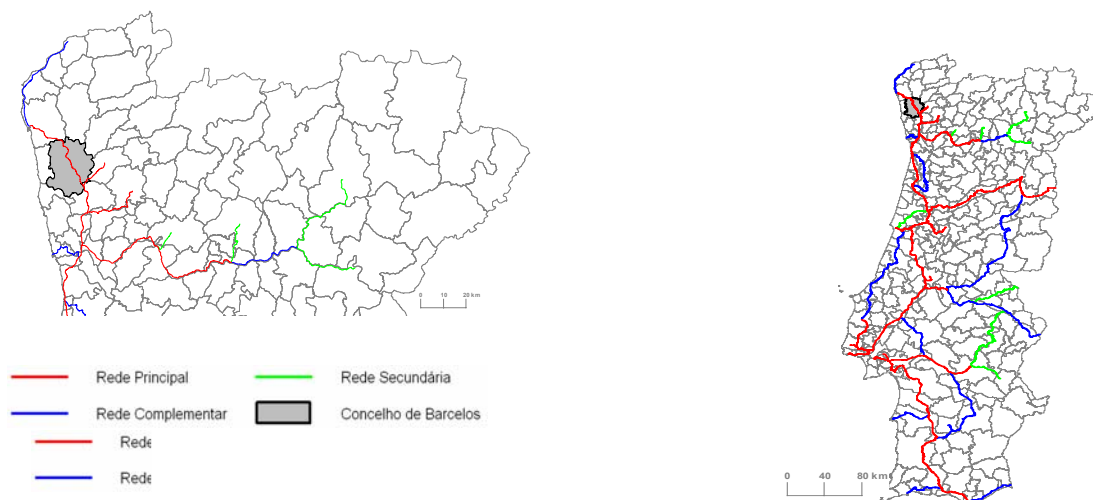 0 10 20 km
Rede Principal
Rede Secundária
Rede Complementar
Concelho de Barcelos
Rede
Rede
0 40 80 km